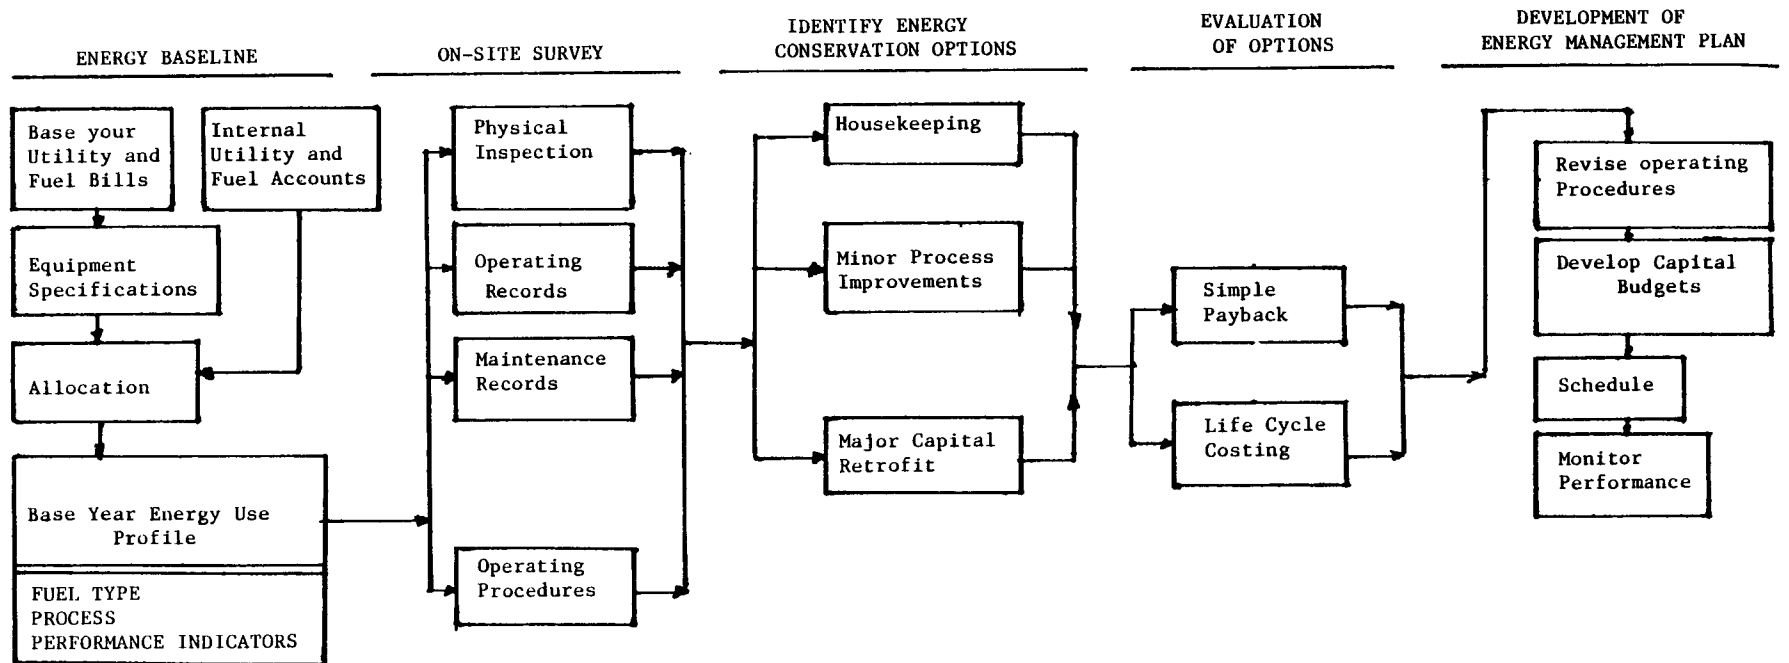 ENERGY BASELINE
Base your
Utility and
Fuel Bills
Internal
Utility and
Fuel Accounts
Equipment
Specifications
Allocation
Base Year Energy Use
Profile
FUEL TYPE
PROCESS
PERFORMANCE INDICATORS
ON-SITE SURVEY
Physical
Inspection
Operating
Records
Maintenance
Records
Operating
Procedures
IDENTIFY ENERGY
CONSERVATION OPTIONS
Housekeeping
Minor Process
Improvements
Major Capital
Retrofit
EVALUATION
OF OPTIONS
Simple
Payback
Life Cycle
Costing
DEVELOPMENT OF
ENERGY MANAGEMENT PLAN
Revise operating
Procedures
Develop Capital
Budgets
Schedule
Monitor
Performance